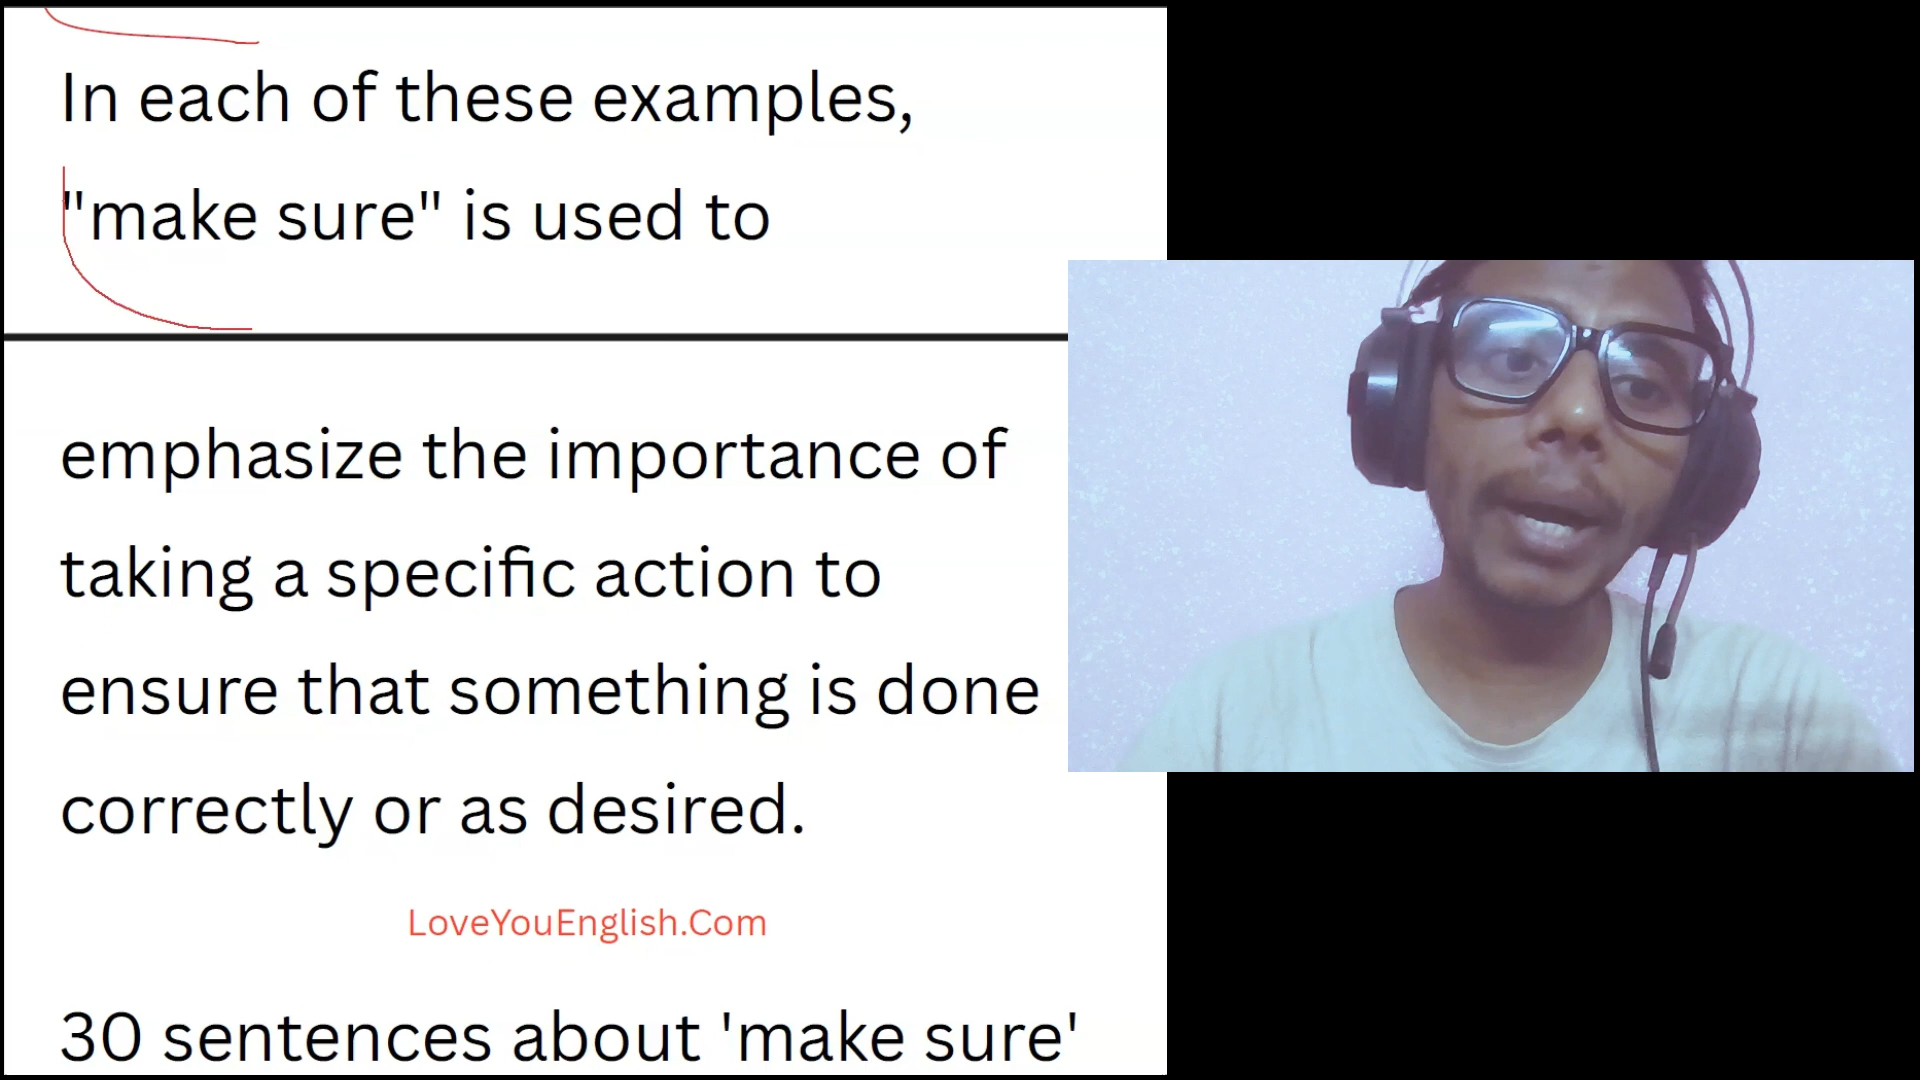 In each of these examples,
"make sure" is used to
emphasize the importance of
taking a specific action to
ensure that something is done
correctly or as desired.
LoveYouEnglish.Com
30 sentences about 'make sure'